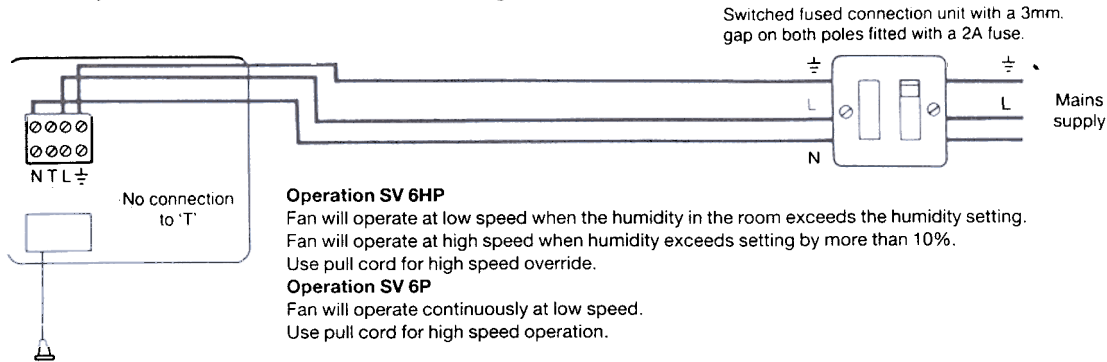 Switched fused connection unit with a 3mm.
gap on both poles fitted with a 2A fuse.
L
L
Mains
supply
N
N T L
No connection
to 'T'
Operation SV 6HP
Fan will operate at low speed when the humidity in the room exceeds the humidity setting.
Fan will operate at high speed when humidity exceeds setting by more than 10%.
Use pull cord for high speed override.
Operation SV 6P
Fan will operate continuously at low speed.
Use pull cord for high speed operation.